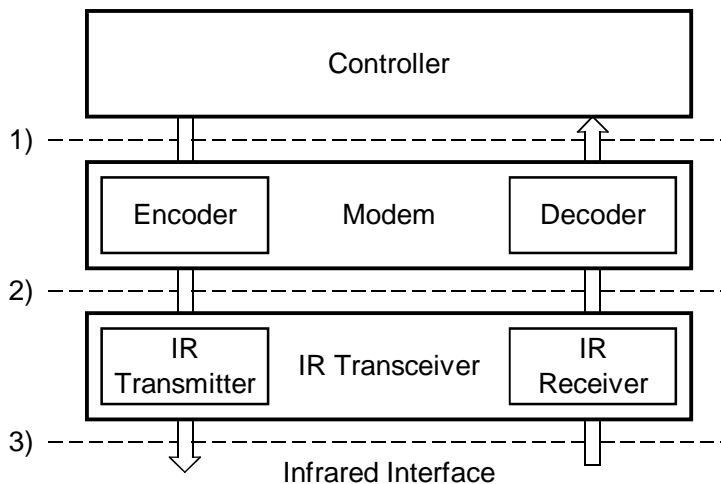 Controller
1)
Encoder
Modem
Decoder
2)
IR
Transmitter
IR Transceiver
IR
Receiver
3)
Infrared Interface